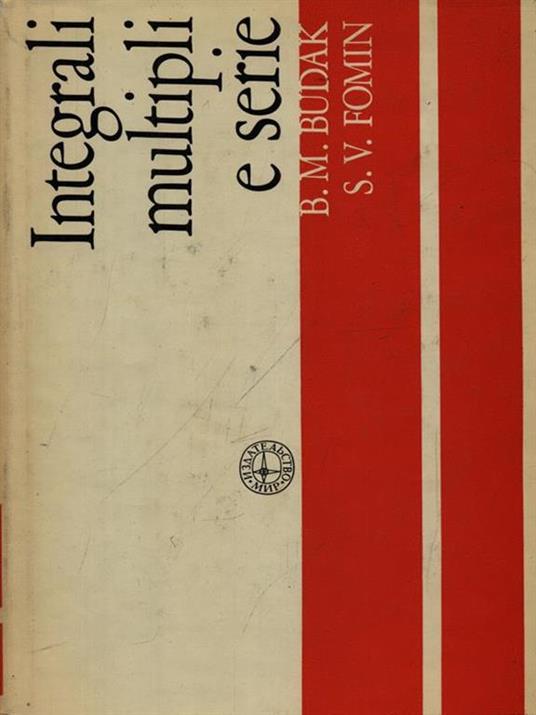 Integrali
multipli
e serie
B. M. BUDAK
S. V. FOMIN
ИЗДАТЕЛЬСТВО
·МИР·